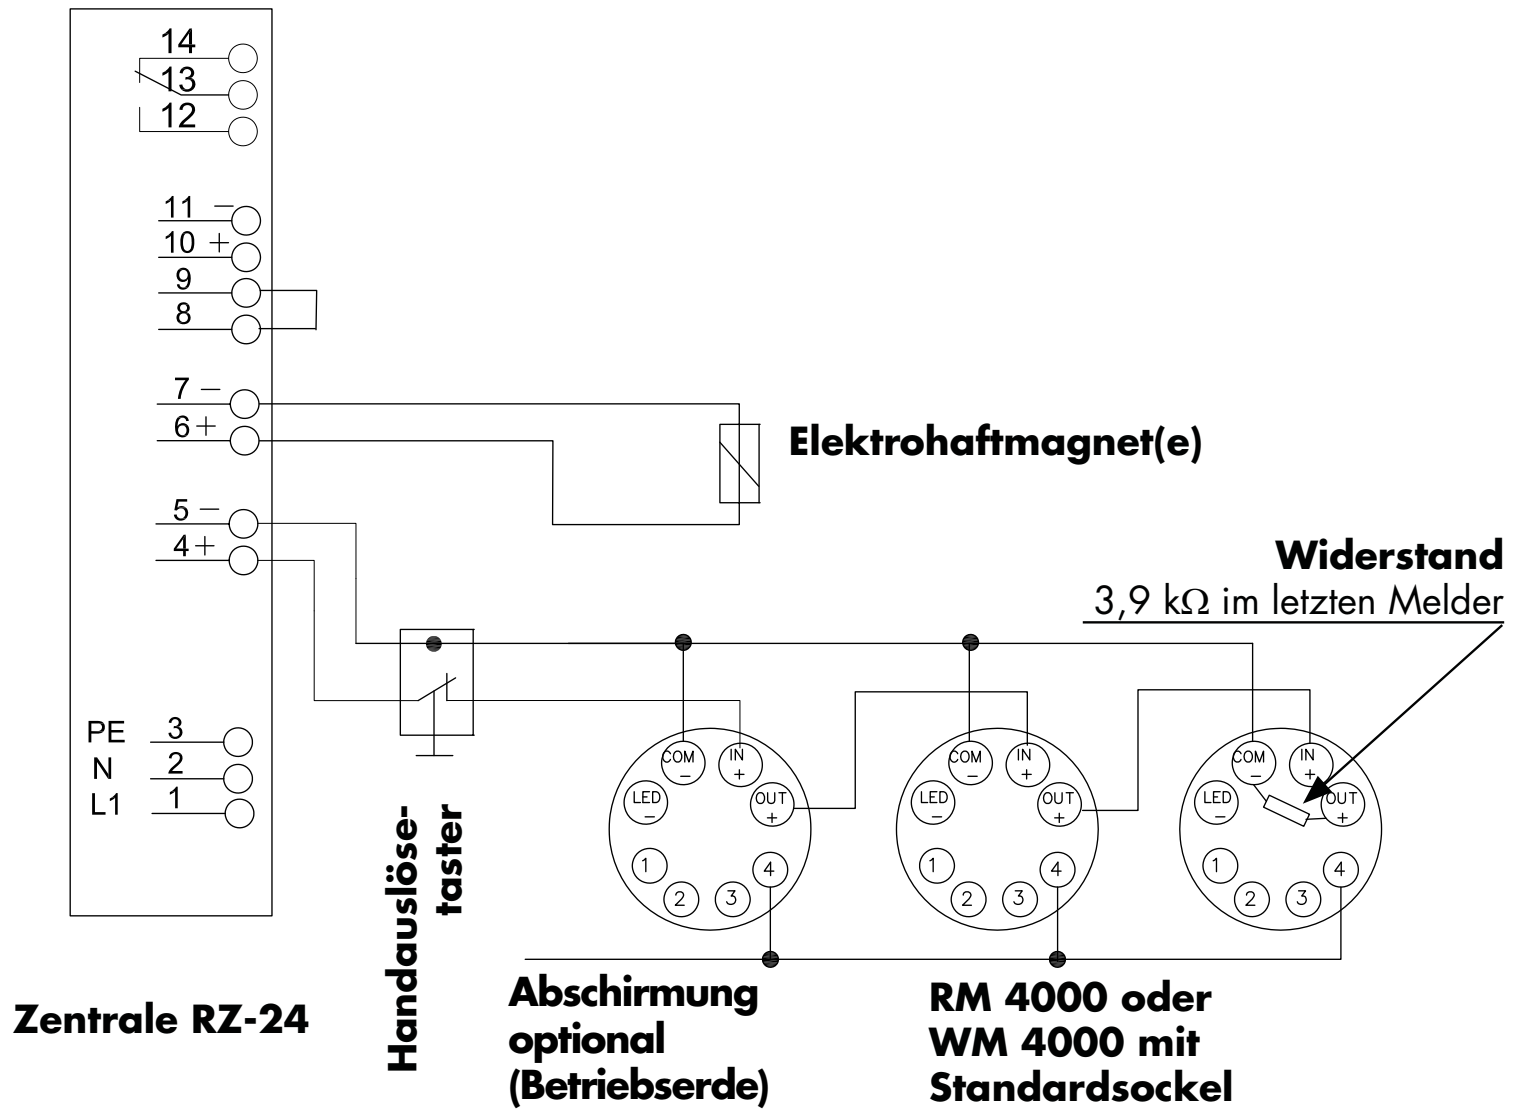 14
13
12
11 −
10 +
9
8
7 −
6 +
5 −
4 +
PE 3
N 2
L1 1
Elektrohaftmagnet(e)
Widerstand
3,9 kΩ im letzten Melder
COM −
IN +
LED −
OUT +
1
2
3
4
COM −
IN +
LED −
OUT +
1
2
3
4
COM −
IN +
LED −
OUT +
1
2
3
4
Handauslöse-
taster
Zentrale RZ-24
Abschirmung
optional
(Betriebserde)
RM 4000 oder
WM 4000 mit
Standardsockel